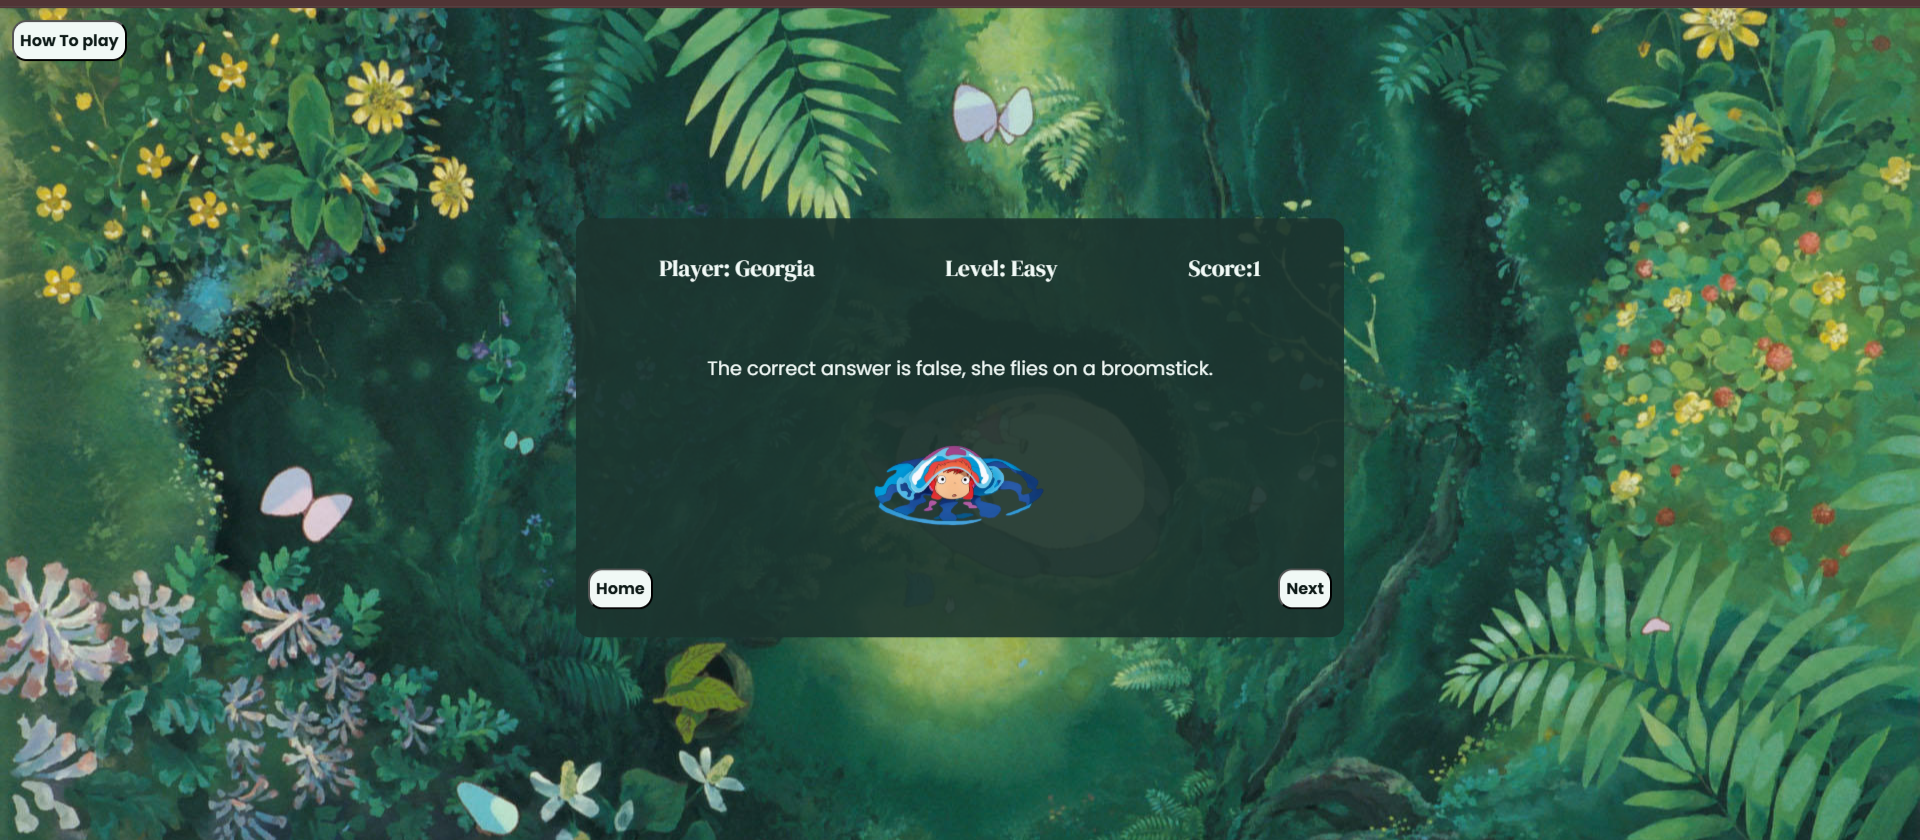 How To play
Player: Georgia Level: Easy Score:1
The correct answer is false, she flies on a broomstick.
Home Next